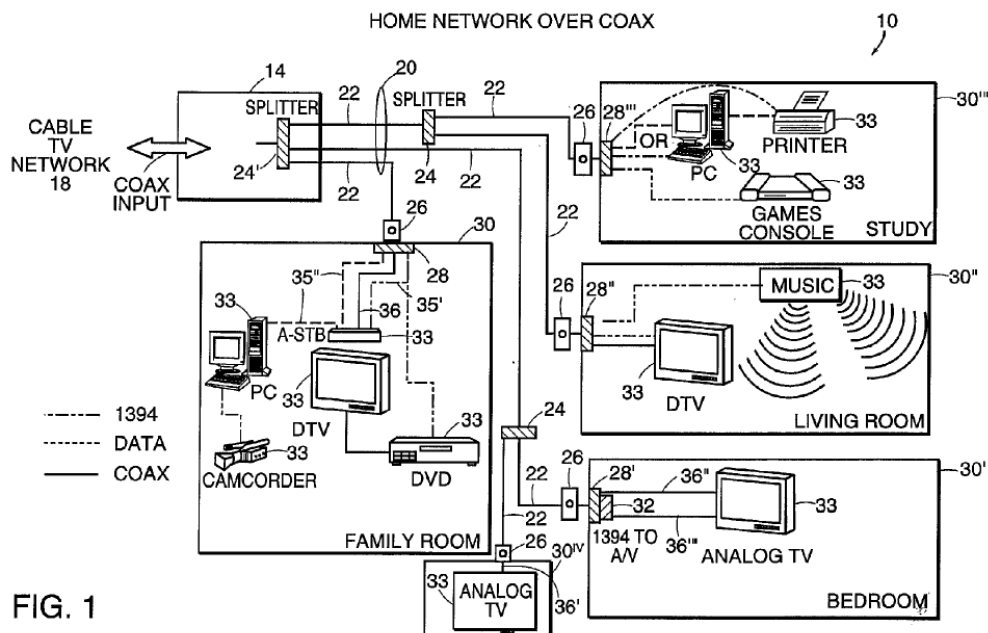 HOME NETWORK OVER COAX
10
14
20
SPLITTER
22
SPLITTER
22
26
28'''
30'''
OR
33
PRINTER
33
PC
33
GAMES
CONSOLE
STUDY
CABLE
TV
NETWORK
18
COAX
INPUT
24'
22
24
22
22
26
30
28
35"
36
35'
33
A-STB
33
PC
33
DTV
33
DVD
33
CAMCORDER
FAMILY ROOM
1394
DATA
COAX
26
28"
30"
MUSIC
33
33
DTV
LIVING ROOM
24
22
22
26
28'
30'
32
36"
36'''
33
1394 TO
A/V
ANALOG TV
BEDROOM
26
30IV
33
ANALOG
TV
36'
FIG. 1